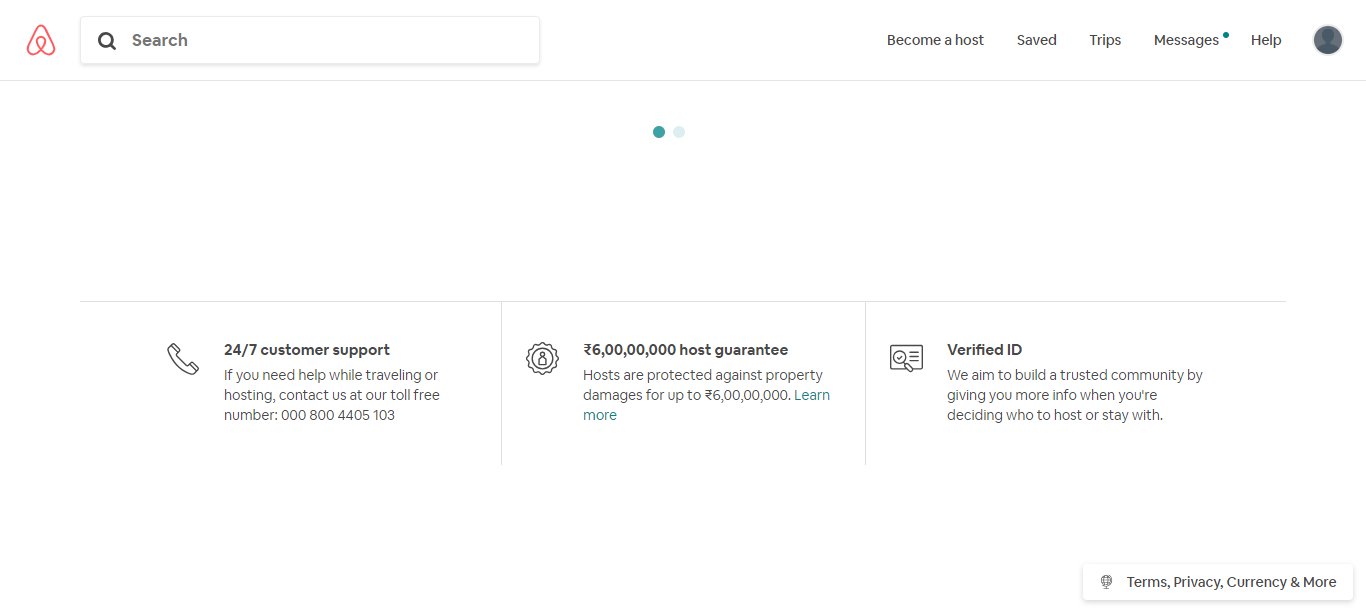 Search
Become a host
Saved
Trips
Messages
Help
24/7 customer support
If you need help while traveling or
hosting, contact us at our toll free
number: 000 800 4405 103
₹6,00,00,000 host guarantee
Hosts are protected against property
damages for up to ₹6,00,00,000. Learn
more
Verified ID
We aim to build a trusted community by
giving you more info when you're
deciding who to host or stay with.
Terms, Privacy, Currency & More